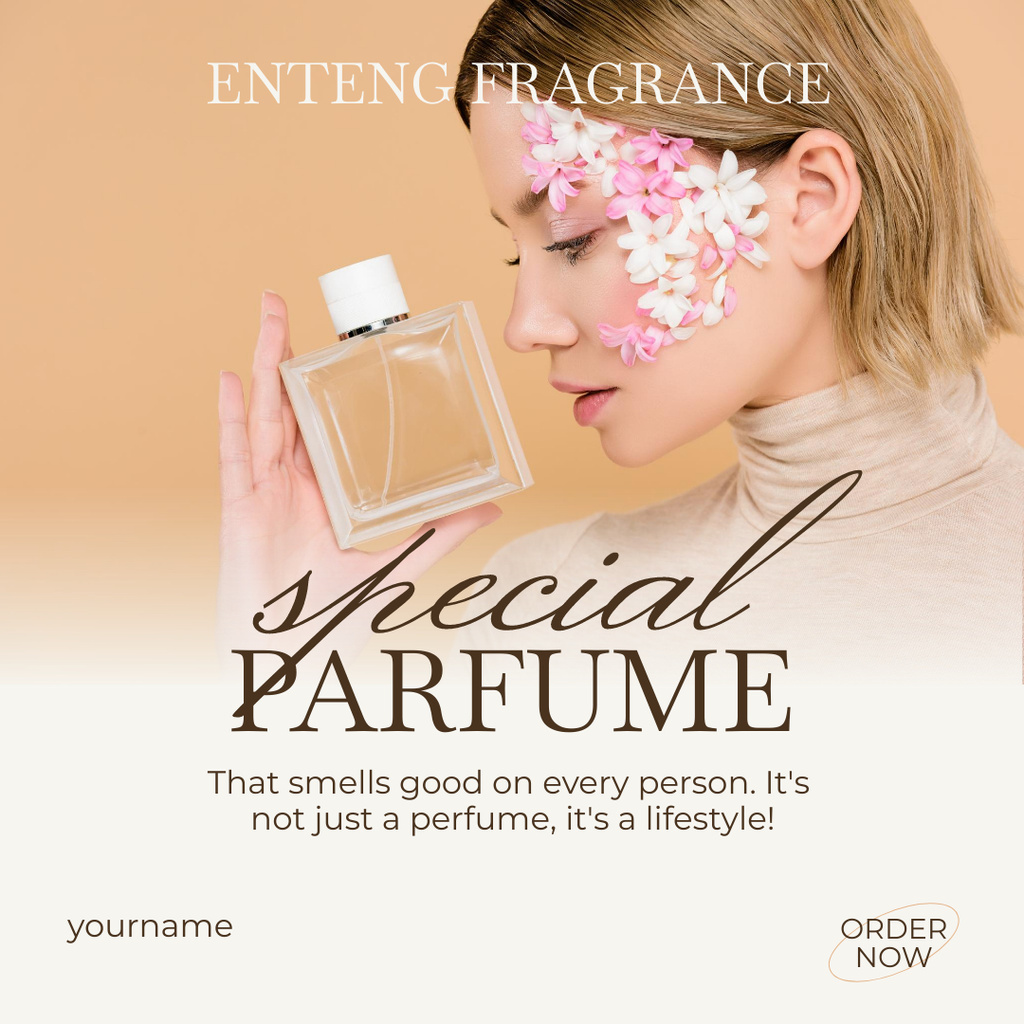 ENTENG FRAGRANCE
special
PARFUME
That smells good on every person. It's
not just a perfume, it's a lifestyle!
yourname
ORDER
NOW